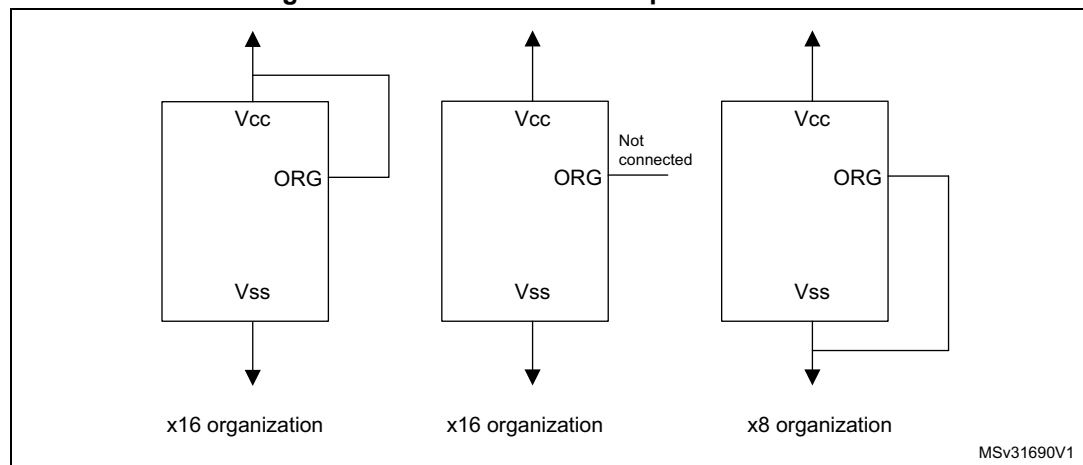 Vcc
ORG
Vss
x16 organization
Vcc
Not
connected
ORG
Vss
x16 organization
Vcc
ORG
Vss
x8 organization
MSv31690V1